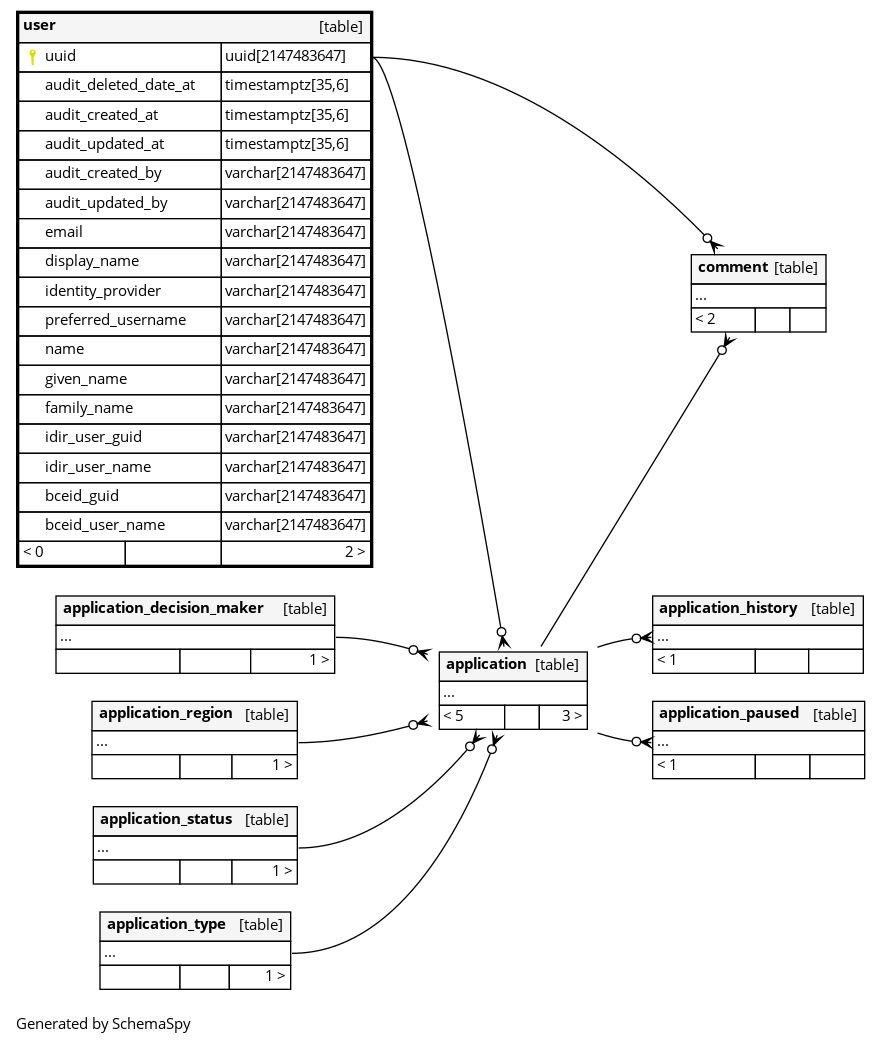 user [table]
uuid uuid[2147483647]
audit_deleted_date_at timestamptz[35,6]
audit_created_at timestamptz[35,6]
audit_updated_at timestamptz[35,6]
audit_created_by varchar[2147483647]
audit_updated_by varchar[2147483647]
email varchar[2147483647]
display_name varchar[2147483647]
identity_provider varchar[2147483647]
preferred_username varchar[2147483647]
name varchar[2147483647]
given_name varchar[2147483647]
family_name varchar[2147483647]
idir_user_guid varchar[2147483647]
idir_user_name varchar[2147483647]
bceid_guid varchar[2147483647]
bceid_user_name varchar[2147483647]
< 0 2 >
comment [table]
...
< 2
application_decision_maker [table]
...
1 >
application_region [table]
...
1 >
application_status [table]
...
1 >
application_type [table]
...
1 >
application [table]
...
< 5 3 >
application_history [table]
...
< 1
application_paused [table]
...
< 1
Generated by SchemaSpy